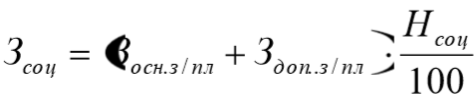 З_соц = (З_осн.з/пл + З_доп.з/пл) · Н_соц/100